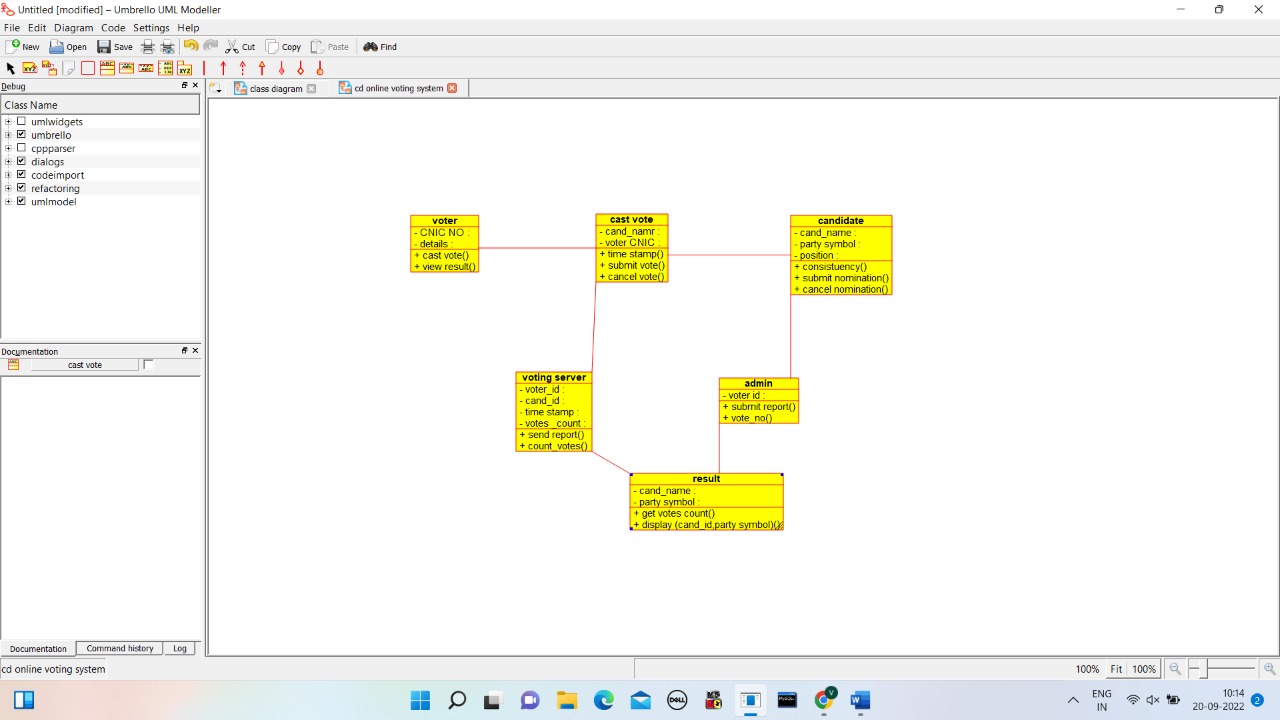 Untitled [modified] – Umbrello UML Modeller
File Edit Diagram Code Settings Help
New Open Save Cut Copy Paste Find
Debug
class diagram
cd online voting system
Class Name
umlwidgets
umbrello
cppparser
dialogs
codeimport
refactoring
umlmodel
voter
- CNIC NO :
- details :
+ cast vote()
+ view result()
cast vote
- cand_namr :
- voter CNIC :
+ time stamp()
+ submit vote()
+ cancel vote()
candidate
- cand_name :
- party symbol :
- position :
+ consistuency()
+ submit nomination()
+ cancel nomination()
voting server
- voter_id :
- cand_id :
- time stamp :
- votes _count :
+ send report()
+ count_votes()
admin
- voter id :
+ submit report()
+ vote_no()
result
- cand_name :
- party symbol :
+ get votes count()
+ display (cand_id,party symbol)()
Documentation
cast vote
Documentation Command history Log
cd online voting system
100% Fit 100%
DELL
V
W
ENG
IN
10:14
20-09-2022
2